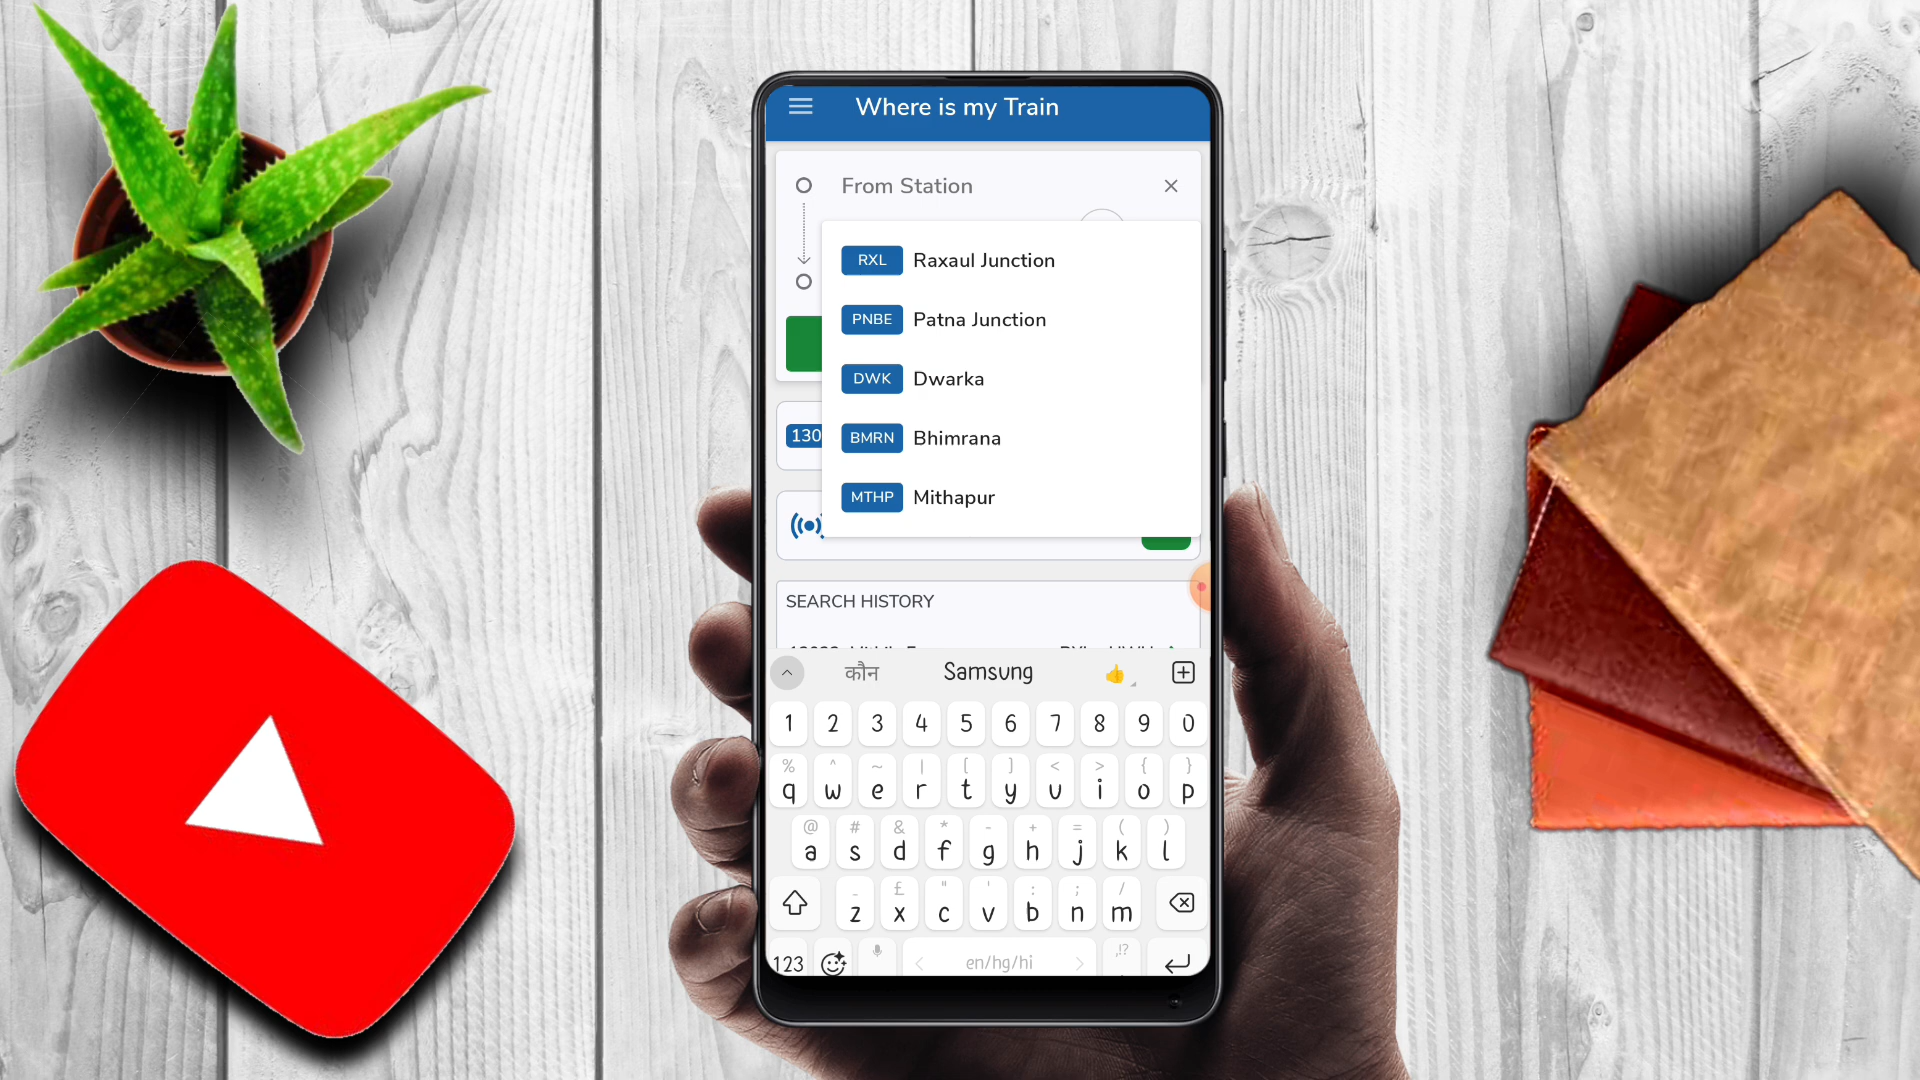 Where is my Train
From Station
RXL Raxaul Junction
PNBE Patna Junction
DWK Dwarka
BMRN Bhimrana
MTHP Mithapur
130
SEARCH HISTORY
कौन Samsung 👍
1 2 3 4 5 6 7 8 9 0
% ^ ~ | [ ] < > { }
q w e r t y u i o p
@ # & * - + = ( )
a s d f g h j k l
_ £ " ' : ; /
z x c v b n m
,!?
123 en/hg/hi